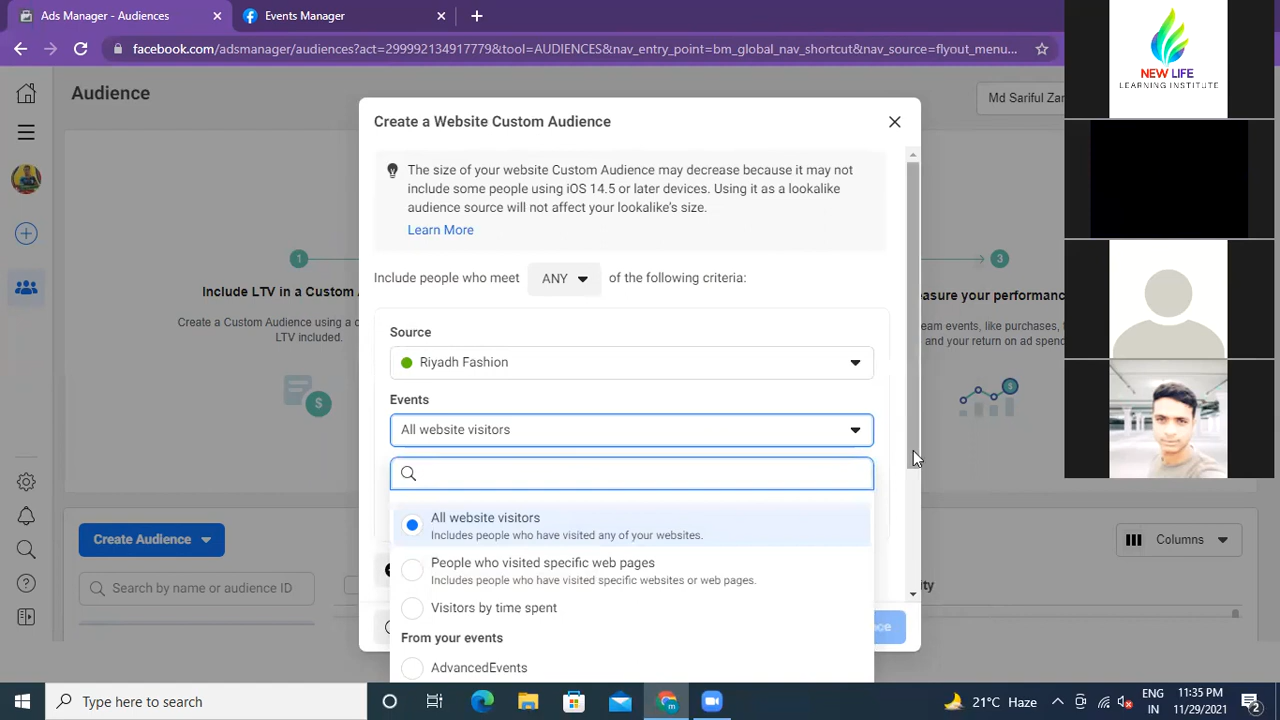 Ads Manager - Audiences
Events Manager
facebook.com/adsmanager/audiences?act=299992134917779&tool=AUDIENCES&nav_entry_point=bm_global_nav_shortcut&nav_source=flyout_menu...
NEW LIFE
LEARNING INSTITUTE
Audience
Md Sariful Zar
Create a Website Custom Audience
The size of your website Custom Audience may decrease because it may not
include some people using iOS 14.5 or later devices. Using it as a lookalike
audience source will not affect your lookalike's size.
Learn More
1
3
Include LTV in a Custom
Create a Custom Audience using a
LTV included.
easure your performance
eam events, like purchases,
and your return on ad spend
Include people who meet ANY of the following criteria:
Source
Riyadh Fashion
Events
All website visitors
All website visitors
Includes people who have visited any of your websites.
People who visited specific web pages
Includes people who have visited specific websites or web pages.
Visitors by time spent
From your events
AdvancedEvents
Create Audience
Columns
Search by name or audience ID
ity
ce
Type here to search
21°C Haze
ENG
IN
11:35 PM
11/29/2021
2